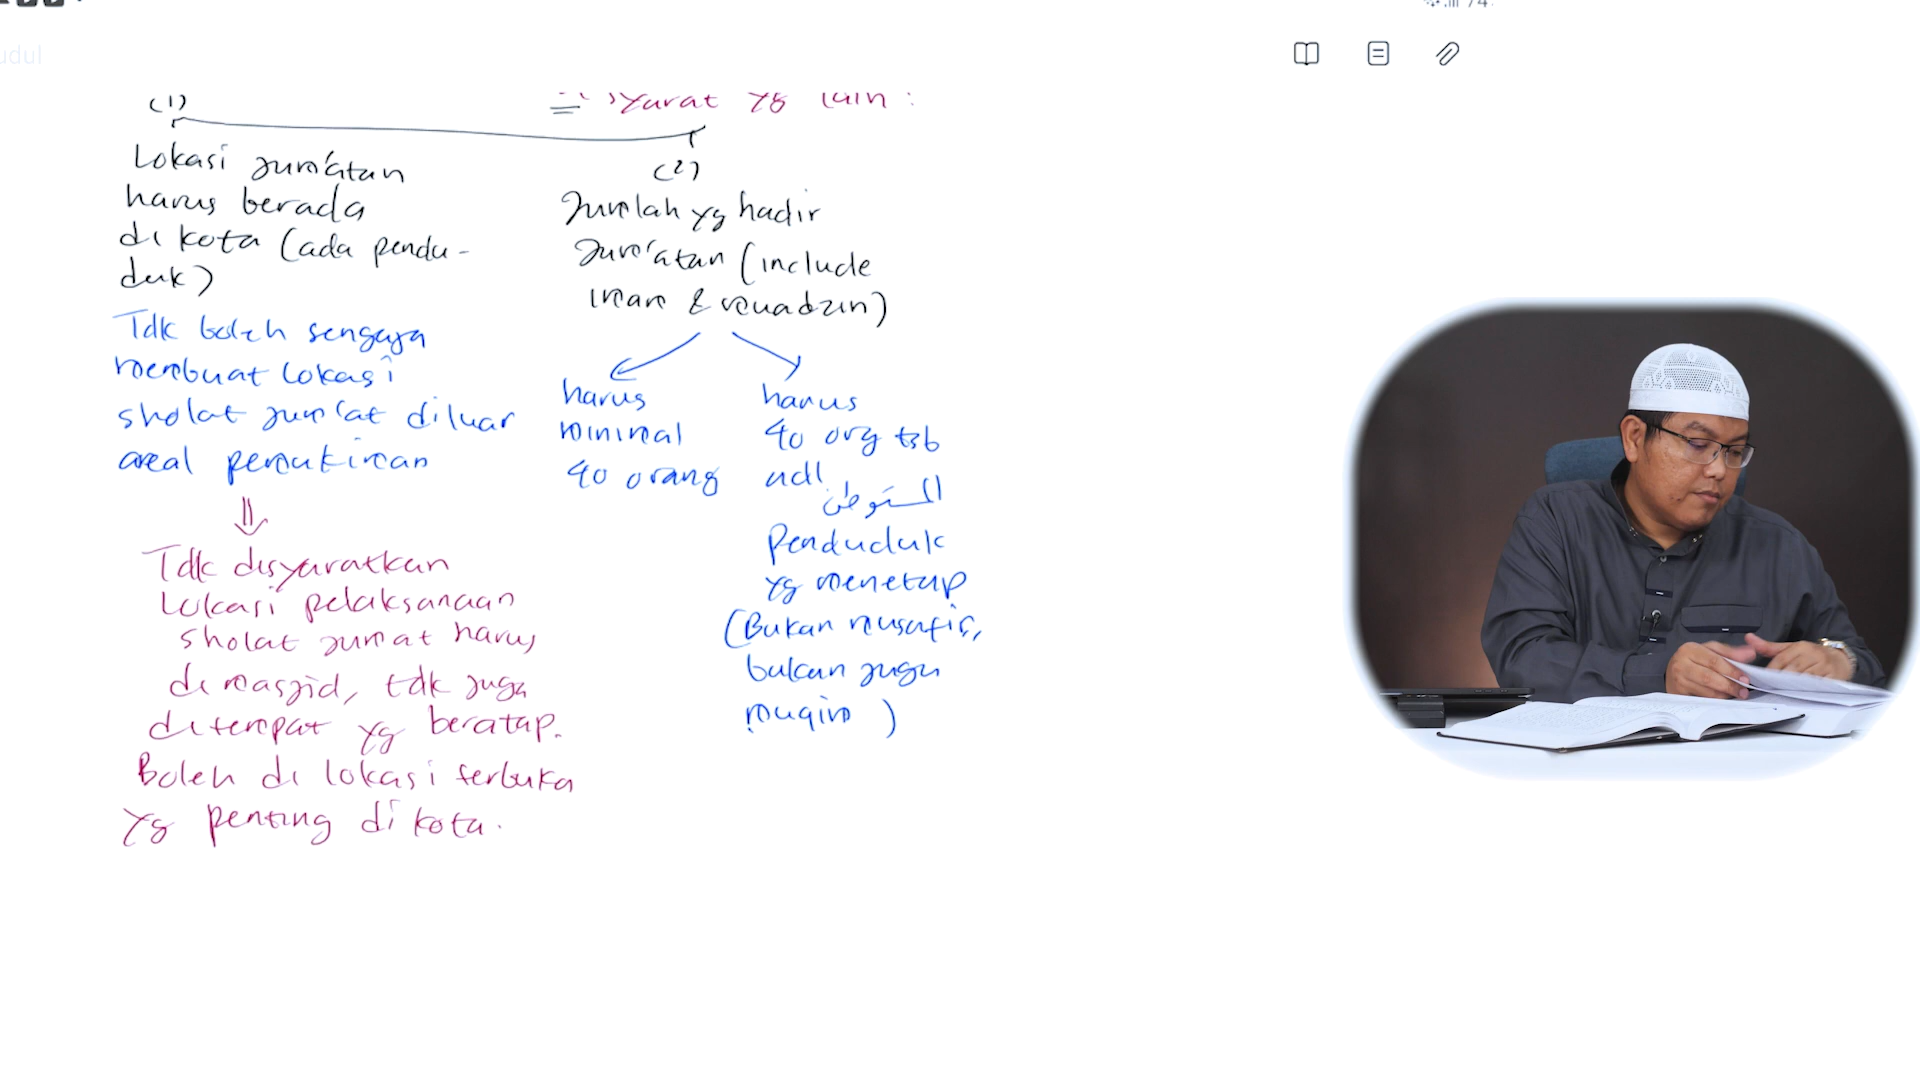 udul
syarat yg lain :
(1)
Lokasi jum'atan
harus berada
di kota (ada pendu-
duk)
Tdk boleh sengaja
membuat lokasi
sholat jum'at diluar
areal pemukiman
⇓
Tdk disyaratkan
lokasi pelaksanaan
sholat jumat harus
di masjid, tdk juga
ditempat yg beratap.
Boleh di lokasi terbuka
yg penting di kota.
(2)
Jumlah yg hadir
Jum'atan (include
imam & muadzin)
harus
minimal
40 orang
harus
40 org tsb
adl
المستوطن
Penduduk
yg menetap
(Bukan musafir,
bukan juga
muqim )